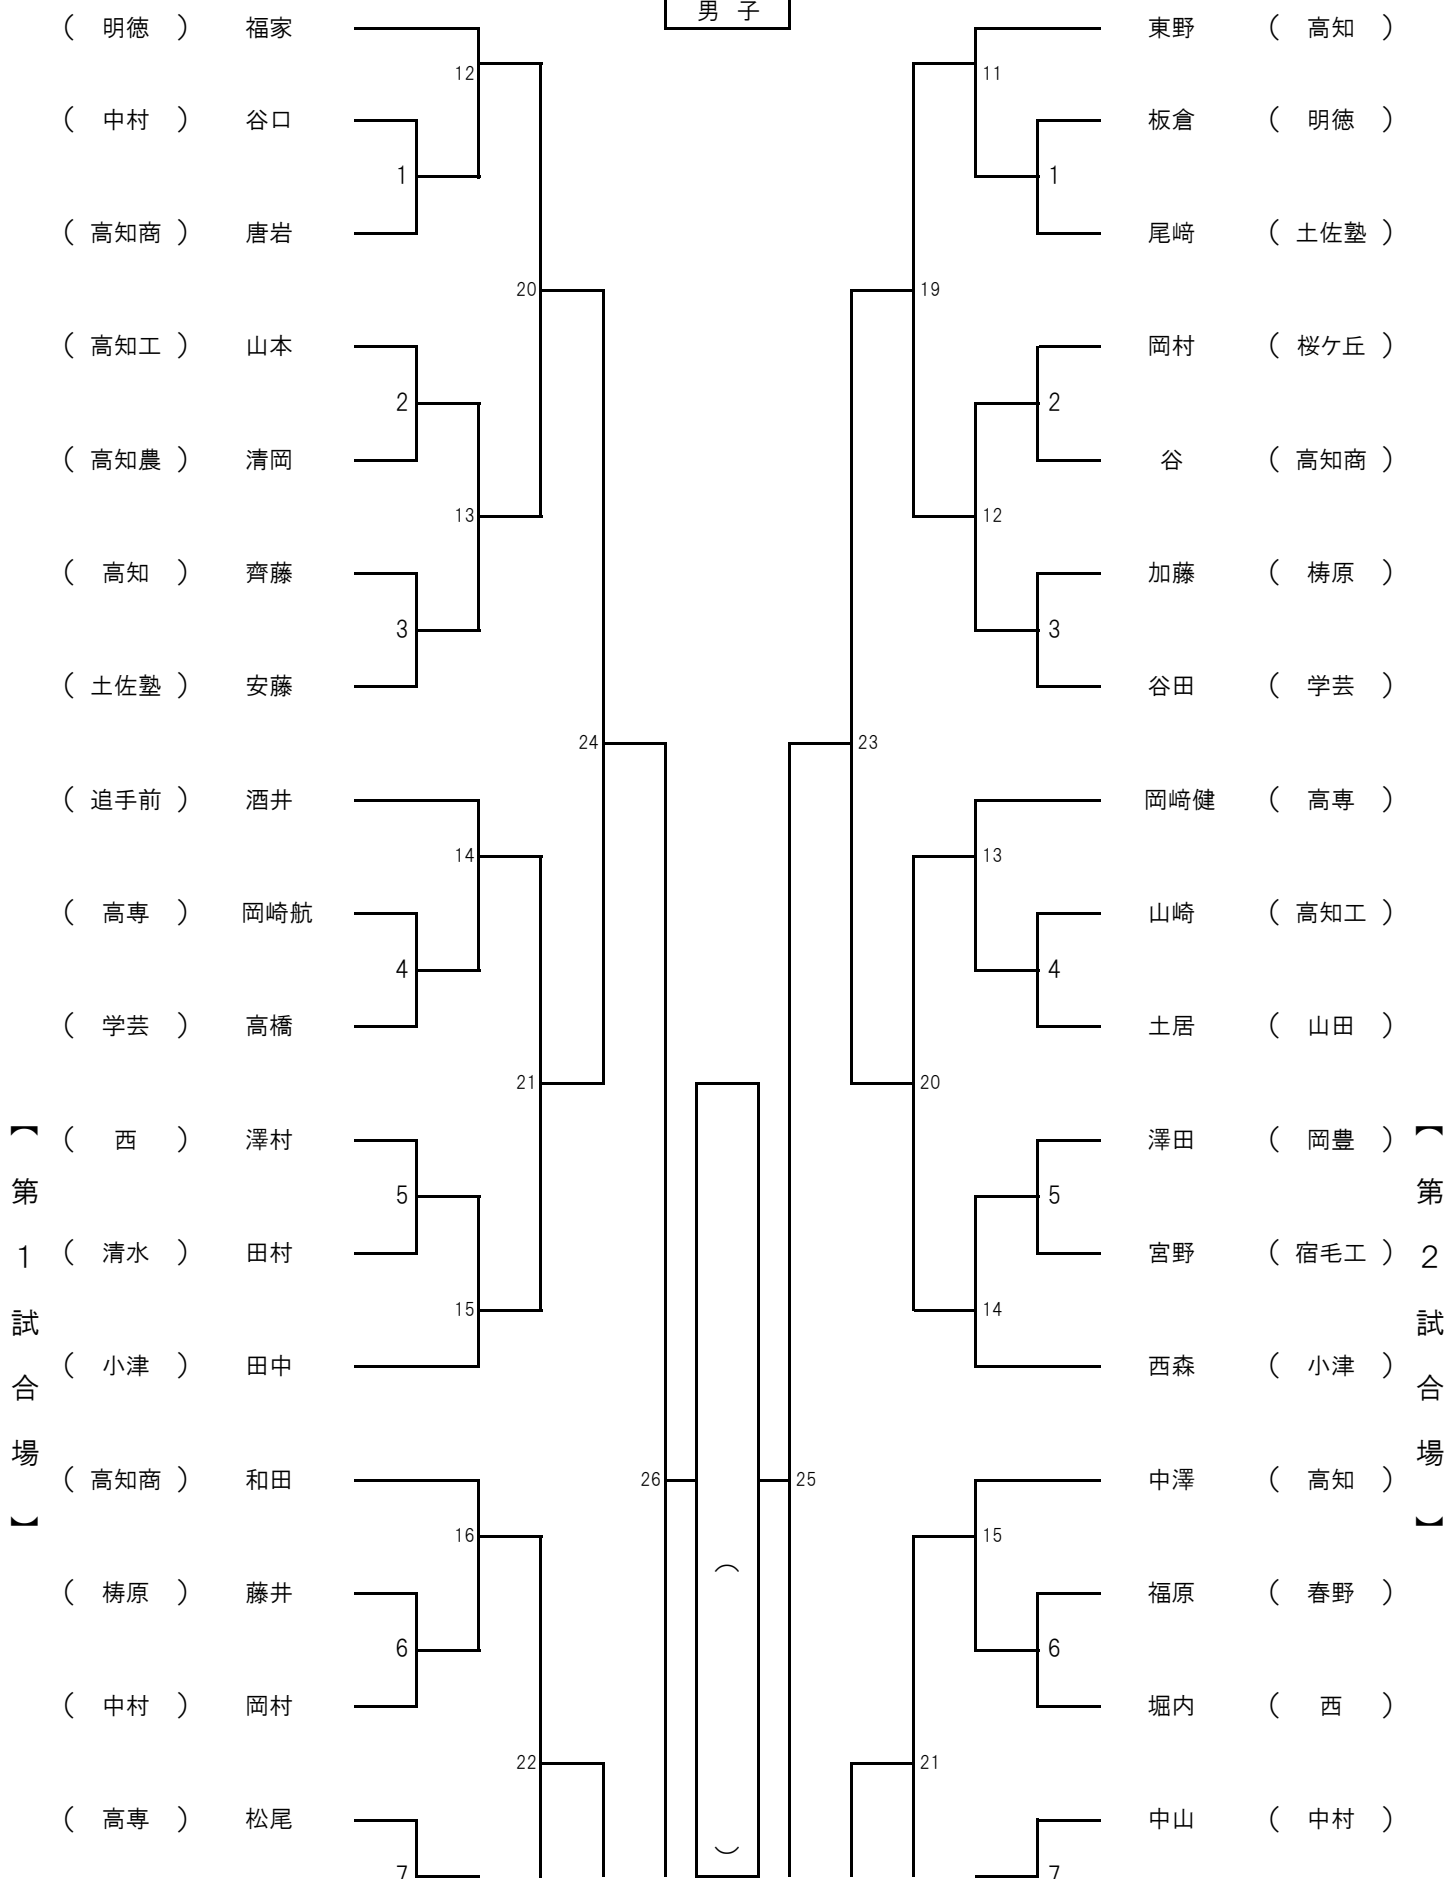 男 子
( 明徳 ) 福家
12
( 中村 ) 谷口
1
( 高知商 ) 唐岩
20
( 高知工 ) 山本
2
( 高知農 ) 清岡
13
( 高知 ) 齊藤
3
( 土佐塾 ) 安藤
24
( 追手前 ) 酒井
14
( 高専 ) 岡崎航
4
( 学芸 ) 高橋
21
( 西 ) 澤村
5
( 清水 ) 田村
15
( 小津 ) 田中
26
( 高知商 ) 和田
16
( 梼原 ) 藤井
6
( 中村 ) 岡村
22
( 高専 ) 松尾
7
【第1試合場】
( )
東野 ( 高知 )
11
板倉 ( 明徳 )
1
尾﨑 ( 土佐塾 )
19
岡村 ( 桜ケ丘 )
2
谷 ( 高知商 )
12
加藤 ( 梼原 )
3
谷田 ( 学芸 )
23
岡﨑健 ( 高専 )
13
山崎 ( 高知工 )
4
土居 ( 山田 )
20
澤田 ( 岡豊 )
5
宮野 ( 宿毛工 )
14
西森 ( 小津 )
25
中澤 ( 高知 )
15
福原 ( 春野 )
6
堀内 ( 西 )
21
中山 ( 中村 )
7
【第2試合場】